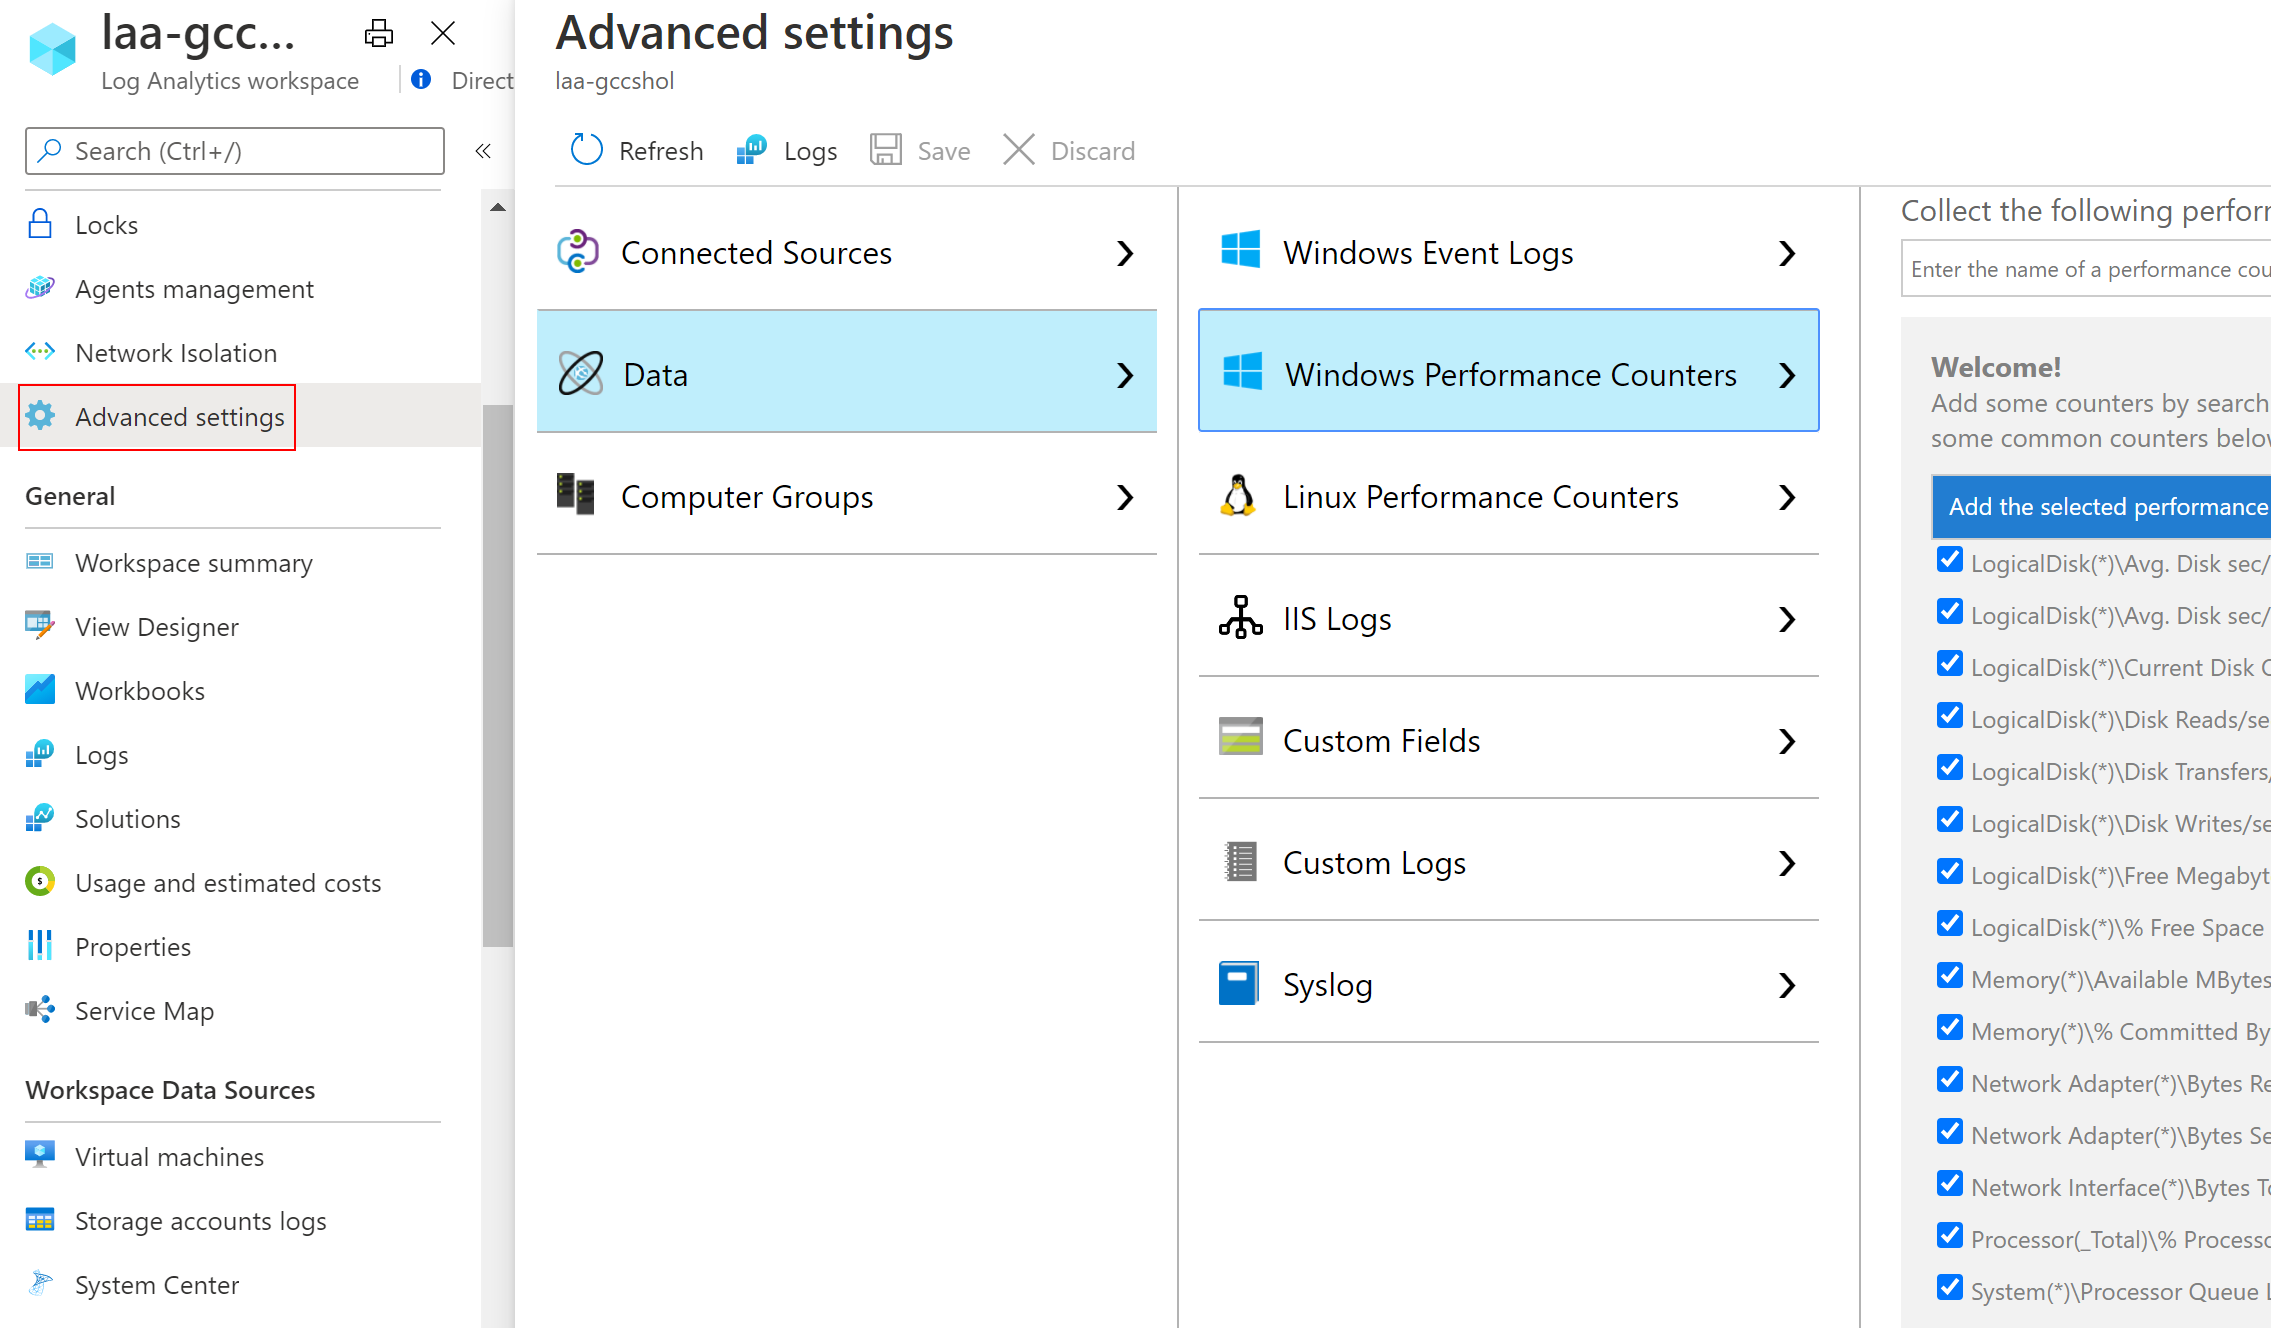 laa-gcc...
Log Analytics workspace
Direct
Search (Ctrl+/)
«
Locks
Agents management
Network Isolation
Advanced settings
General
Workspace summary
View Designer
Workbooks
Logs
Solutions
Usage and estimated costs
Properties
Service Map
Workspace Data Sources
Virtual machines
Storage accounts logs
System Center
Advanced settings
laa-gccshol
Refresh
Logs
Save
Discard
Connected Sources
Data
Computer Groups
Windows Event Logs
Windows Performance Counters
Linux Performance Counters
IIS Logs
Custom Fields
Custom Logs
Syslog
Collect the following perfor
Enter the name of a performance cou
Welcome!
Add some counters by search
some common counters belo
Add the selected performance
LogicalDisk(*)\Avg. Disk sec/
LogicalDisk(*)\Avg. Disk sec/
LogicalDisk(*)\Current Disk
LogicalDisk(*)\Disk Reads/se
LogicalDisk(*)\Disk Transfers/
LogicalDisk(*)\Disk Writes/se
LogicalDisk(*)\Free Megabyt
LogicalDisk(*)\% Free Space
Memory(*)\Available MBytes
Memory(*)\% Committed By
Network Adapter(*)\Bytes Re
Network Adapter(*)\Bytes Se
Network Interface(*)\Bytes To
Processor(_Total)\% Processo
System(*)\Processor Queue L